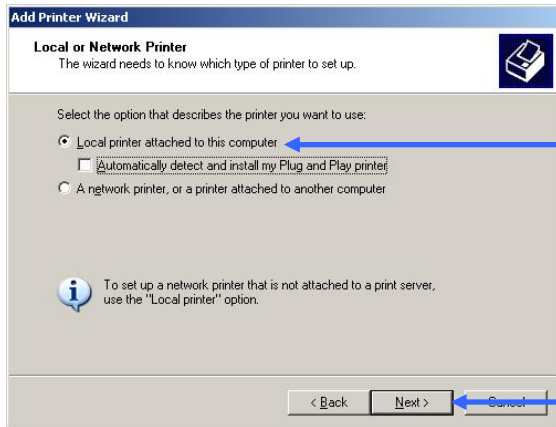 Add Printer Wizard
Local or Network Printer
The wizard needs to know which type of printer to set up.
Select the option that describes the printer you want to use:
Local printer attached to this computer
Automatically detect and install my Plug and Play printer
A network printer, or a printer attached to another computer
To set up a network printer that is not attached to a print server,
use the "Local printer" option.
< Back Next > Cancel